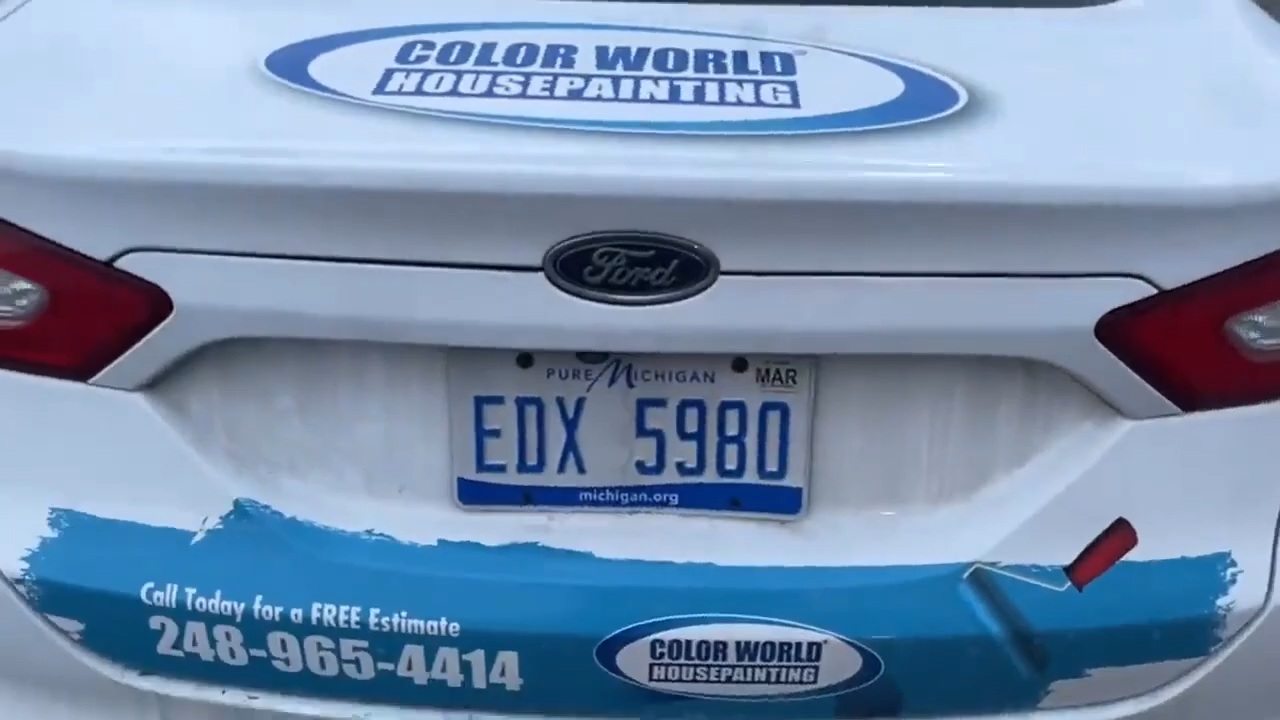 COLOR WORLD
HOUSEPAINTING
Ford
PURE MICHIGAN
MAR
EDX 5980
michigan.org
Call Today for a FREE Estimate
248-965-4414
COLOR WORLD
HOUSEPAINTING